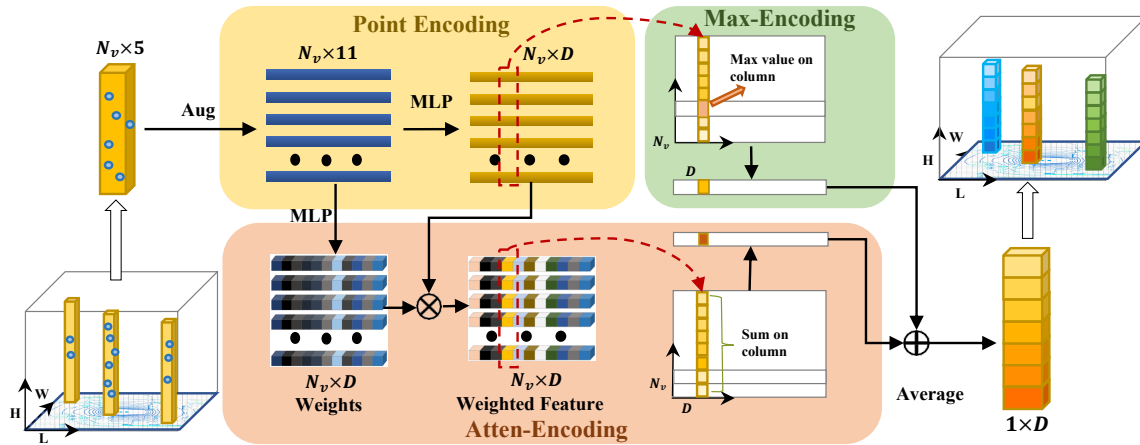 Point Encoding
Max-Encoding
N_v×5
N_v×11
N_v×D
Max value on
column
Aug
MLP
N_v
D
W
H
L
MLP
Sum on
column
N_v
D
W
H
L
N_v×D
Weights
N_v×D
Weighted Feature
Average
1×D
Atten-Encoding